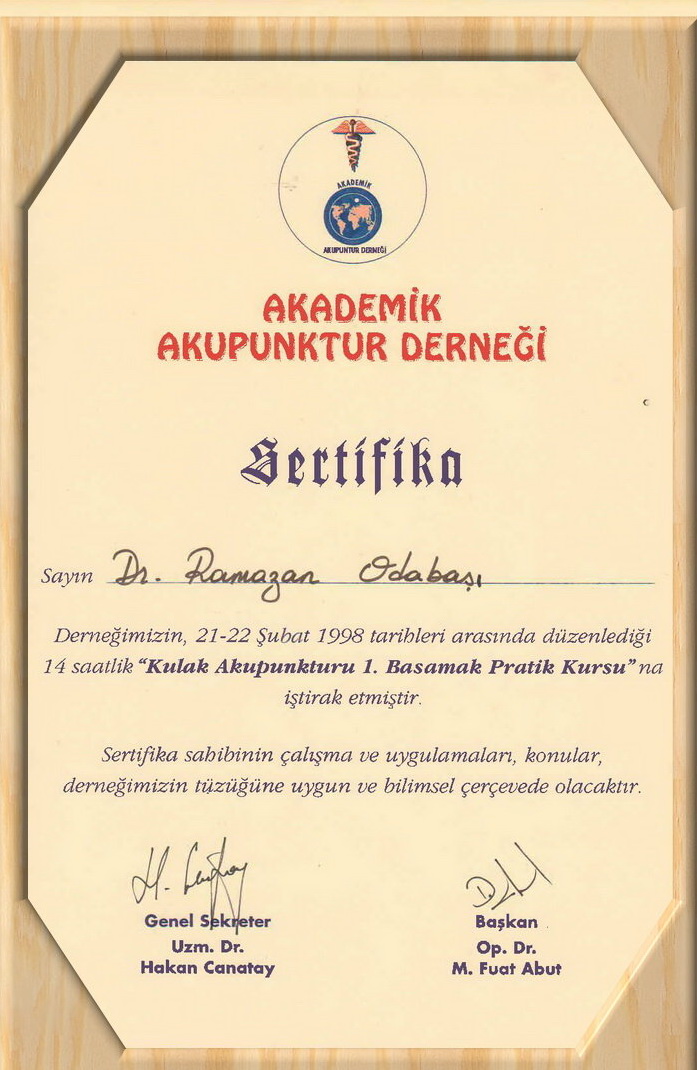 AKADEMİK
AKUPUNTUR DERNEĞİ
AKADEMİK
AKUPUNKTUR DERNEĞİ
Sertifika
Sayın Dr. Ramazan Odabaşı
Derneğimizin, 21-22 Şubat 1998 tarihleri arasında düzenlediği
14 saatlik "Kulak Akupunkturu 1. Basamak Pratik Kursu"na
iştirak etmiştir.
Sertifika sahibinin çalışma ve uygulamaları, konular,
derneğimizin tüzüğüne uygun ve bilimsel çerçevede olacaktır.
Genel Sekreter
Uzm. Dr.
Hakan Canatay
Başkan
Op. Dr.
M. Fuat Abut